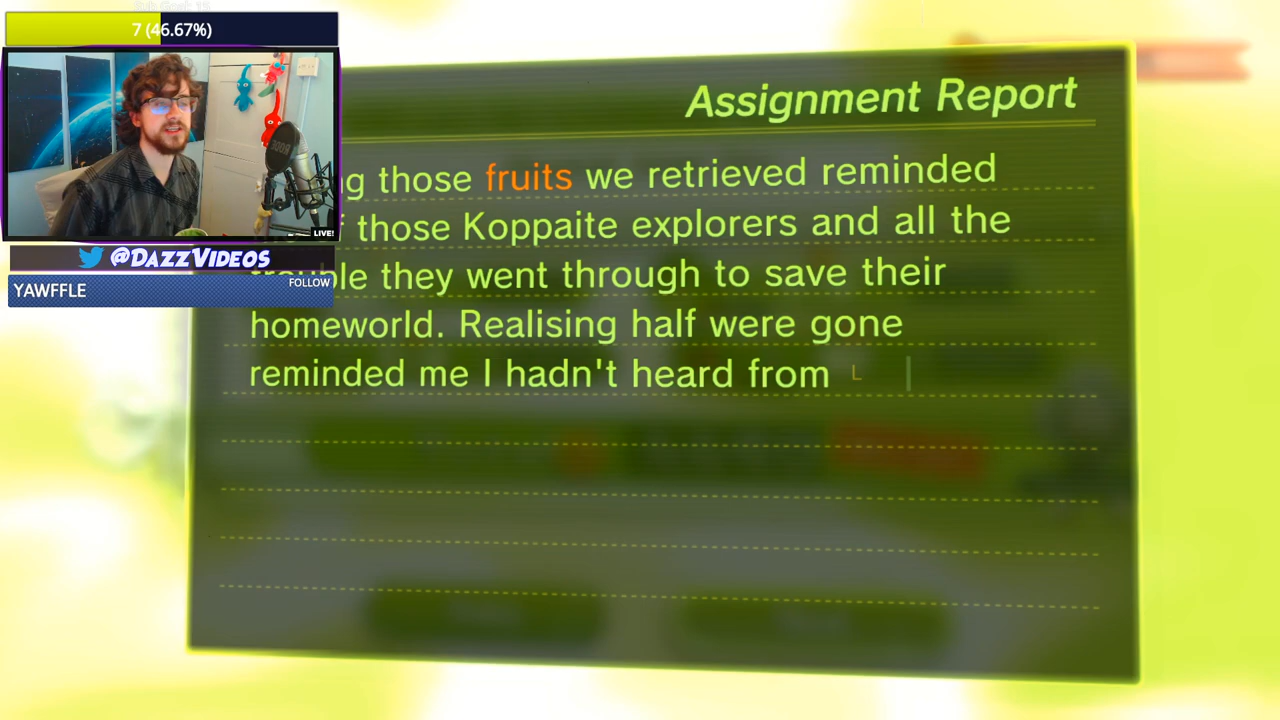 7 (46.67%)
LIVE!
@DazzVideos
YAWFFLE
FOLLOW
Assignment Report
those fruits we retrieved reminded
those Koppaite explorers and all the
trouble they went through to save their
homeworld. Realising half were gone
reminded me I hadn't heard from L